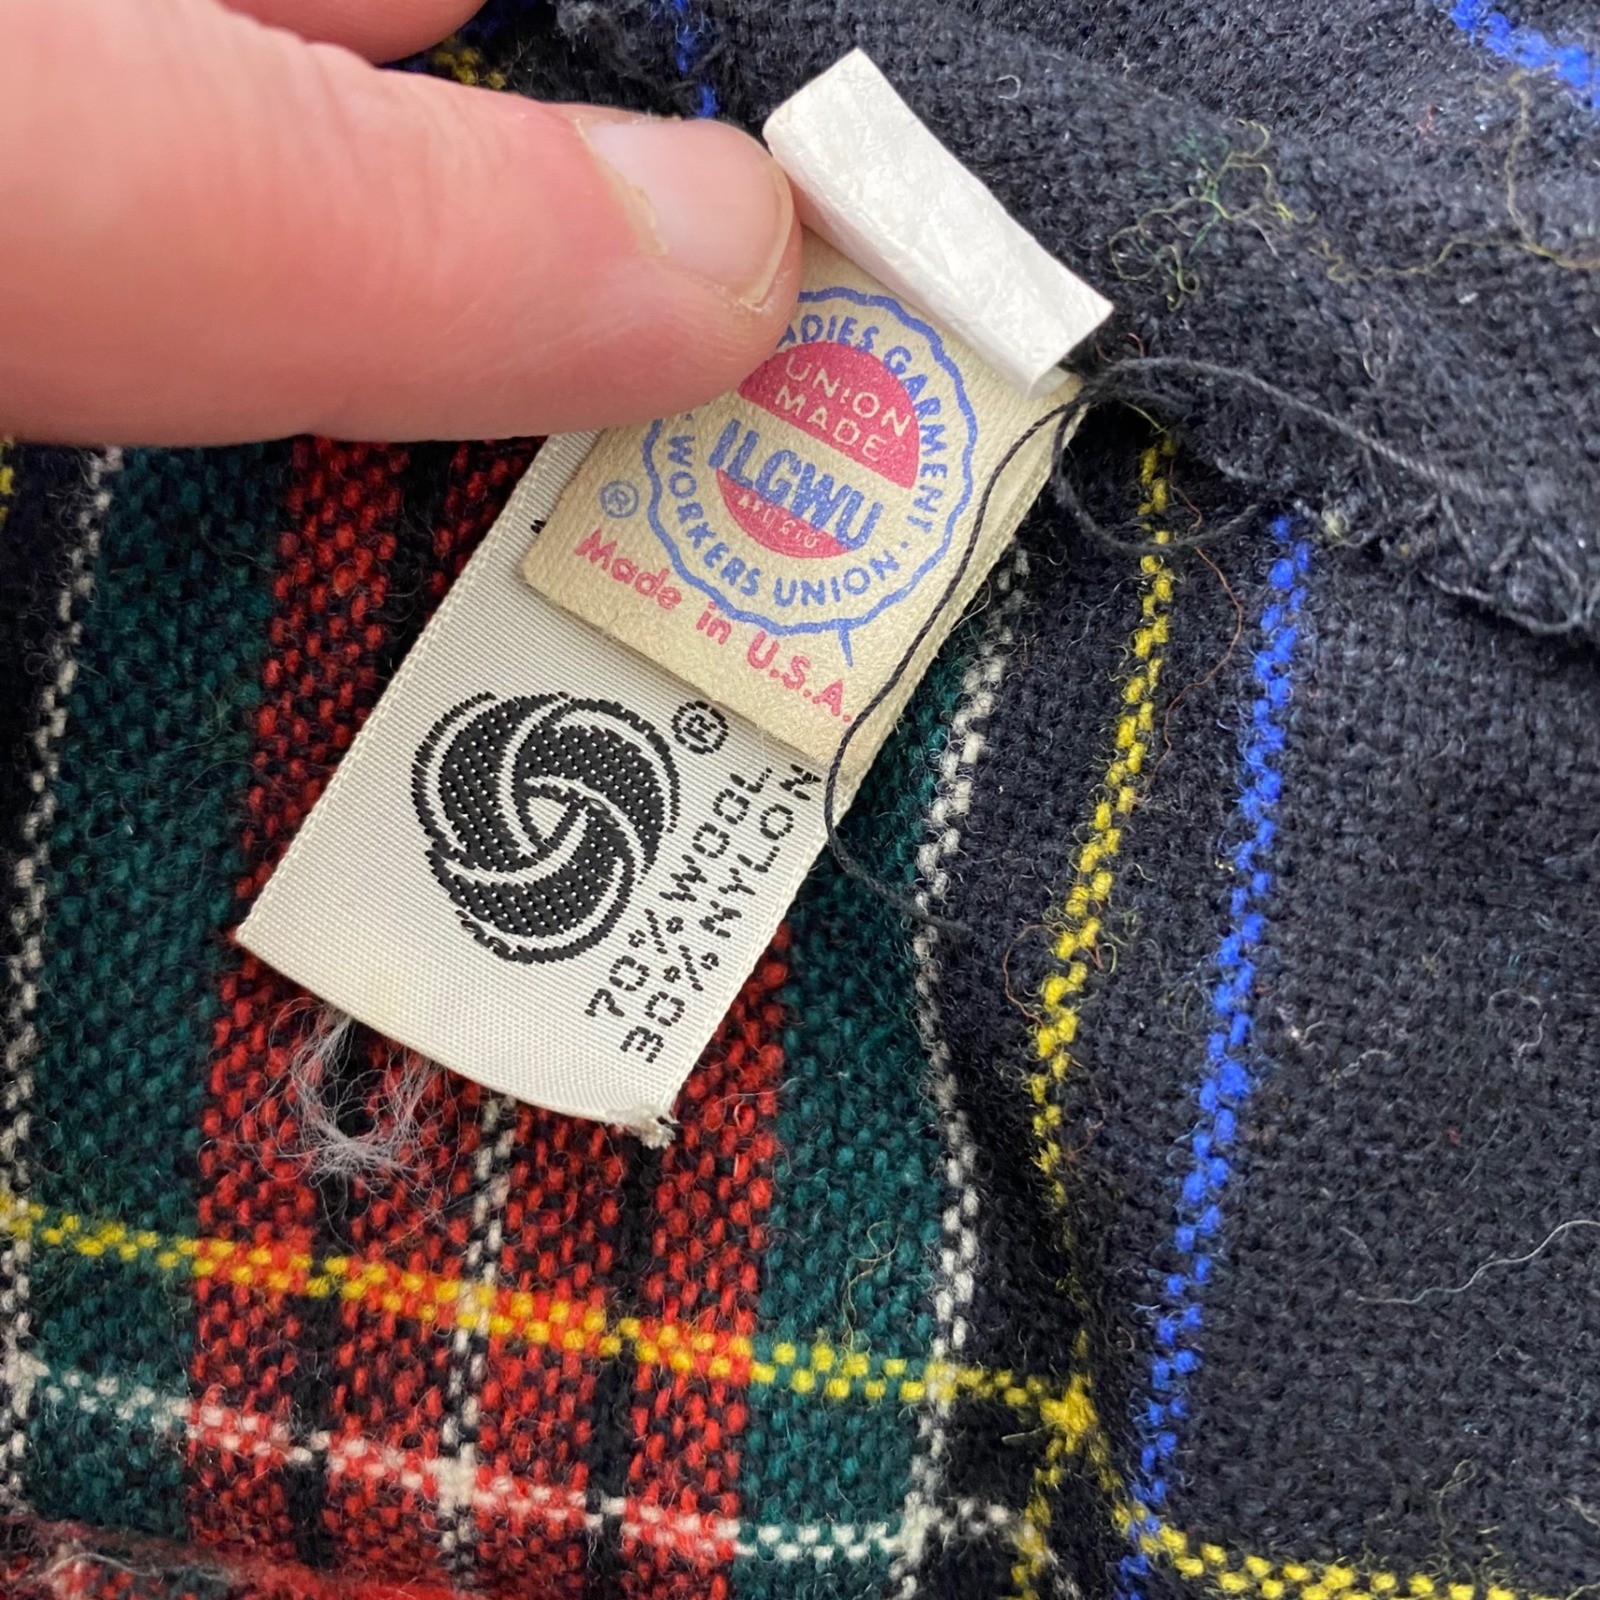 LADIES GARMENT
UNION
MADE
ILGWU
AFL CIO
WORKERS UNION
®
Made in U.S.A.
®
70% WOOL
30% NYLON